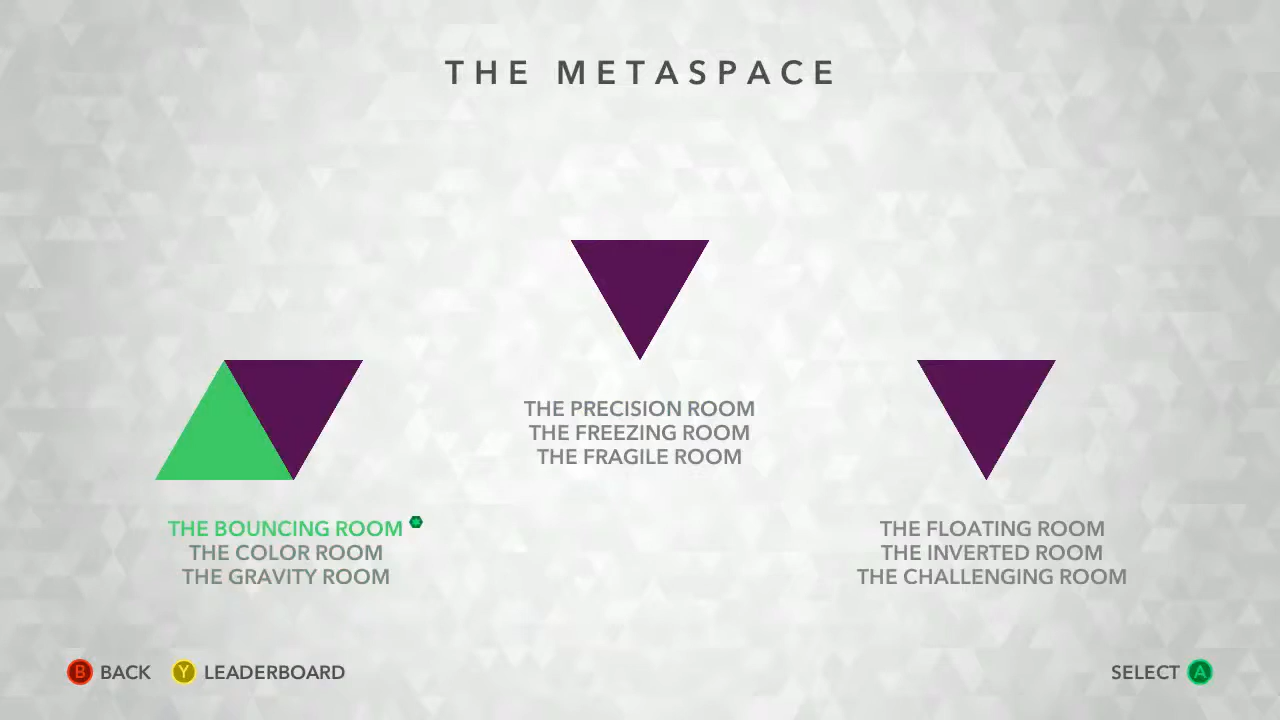 THE METASPACE
THE PRECISION ROOM
THE FREEZING ROOM
THE FRAGILE ROOM
THE BOUNCING ROOM
THE COLOR ROOM
THE GRAVITY ROOM
THE FLOATING ROOM
THE INVERTED ROOM
THE CHALLENGING ROOM
B BACK Y LEADERBOARD
SELECT A